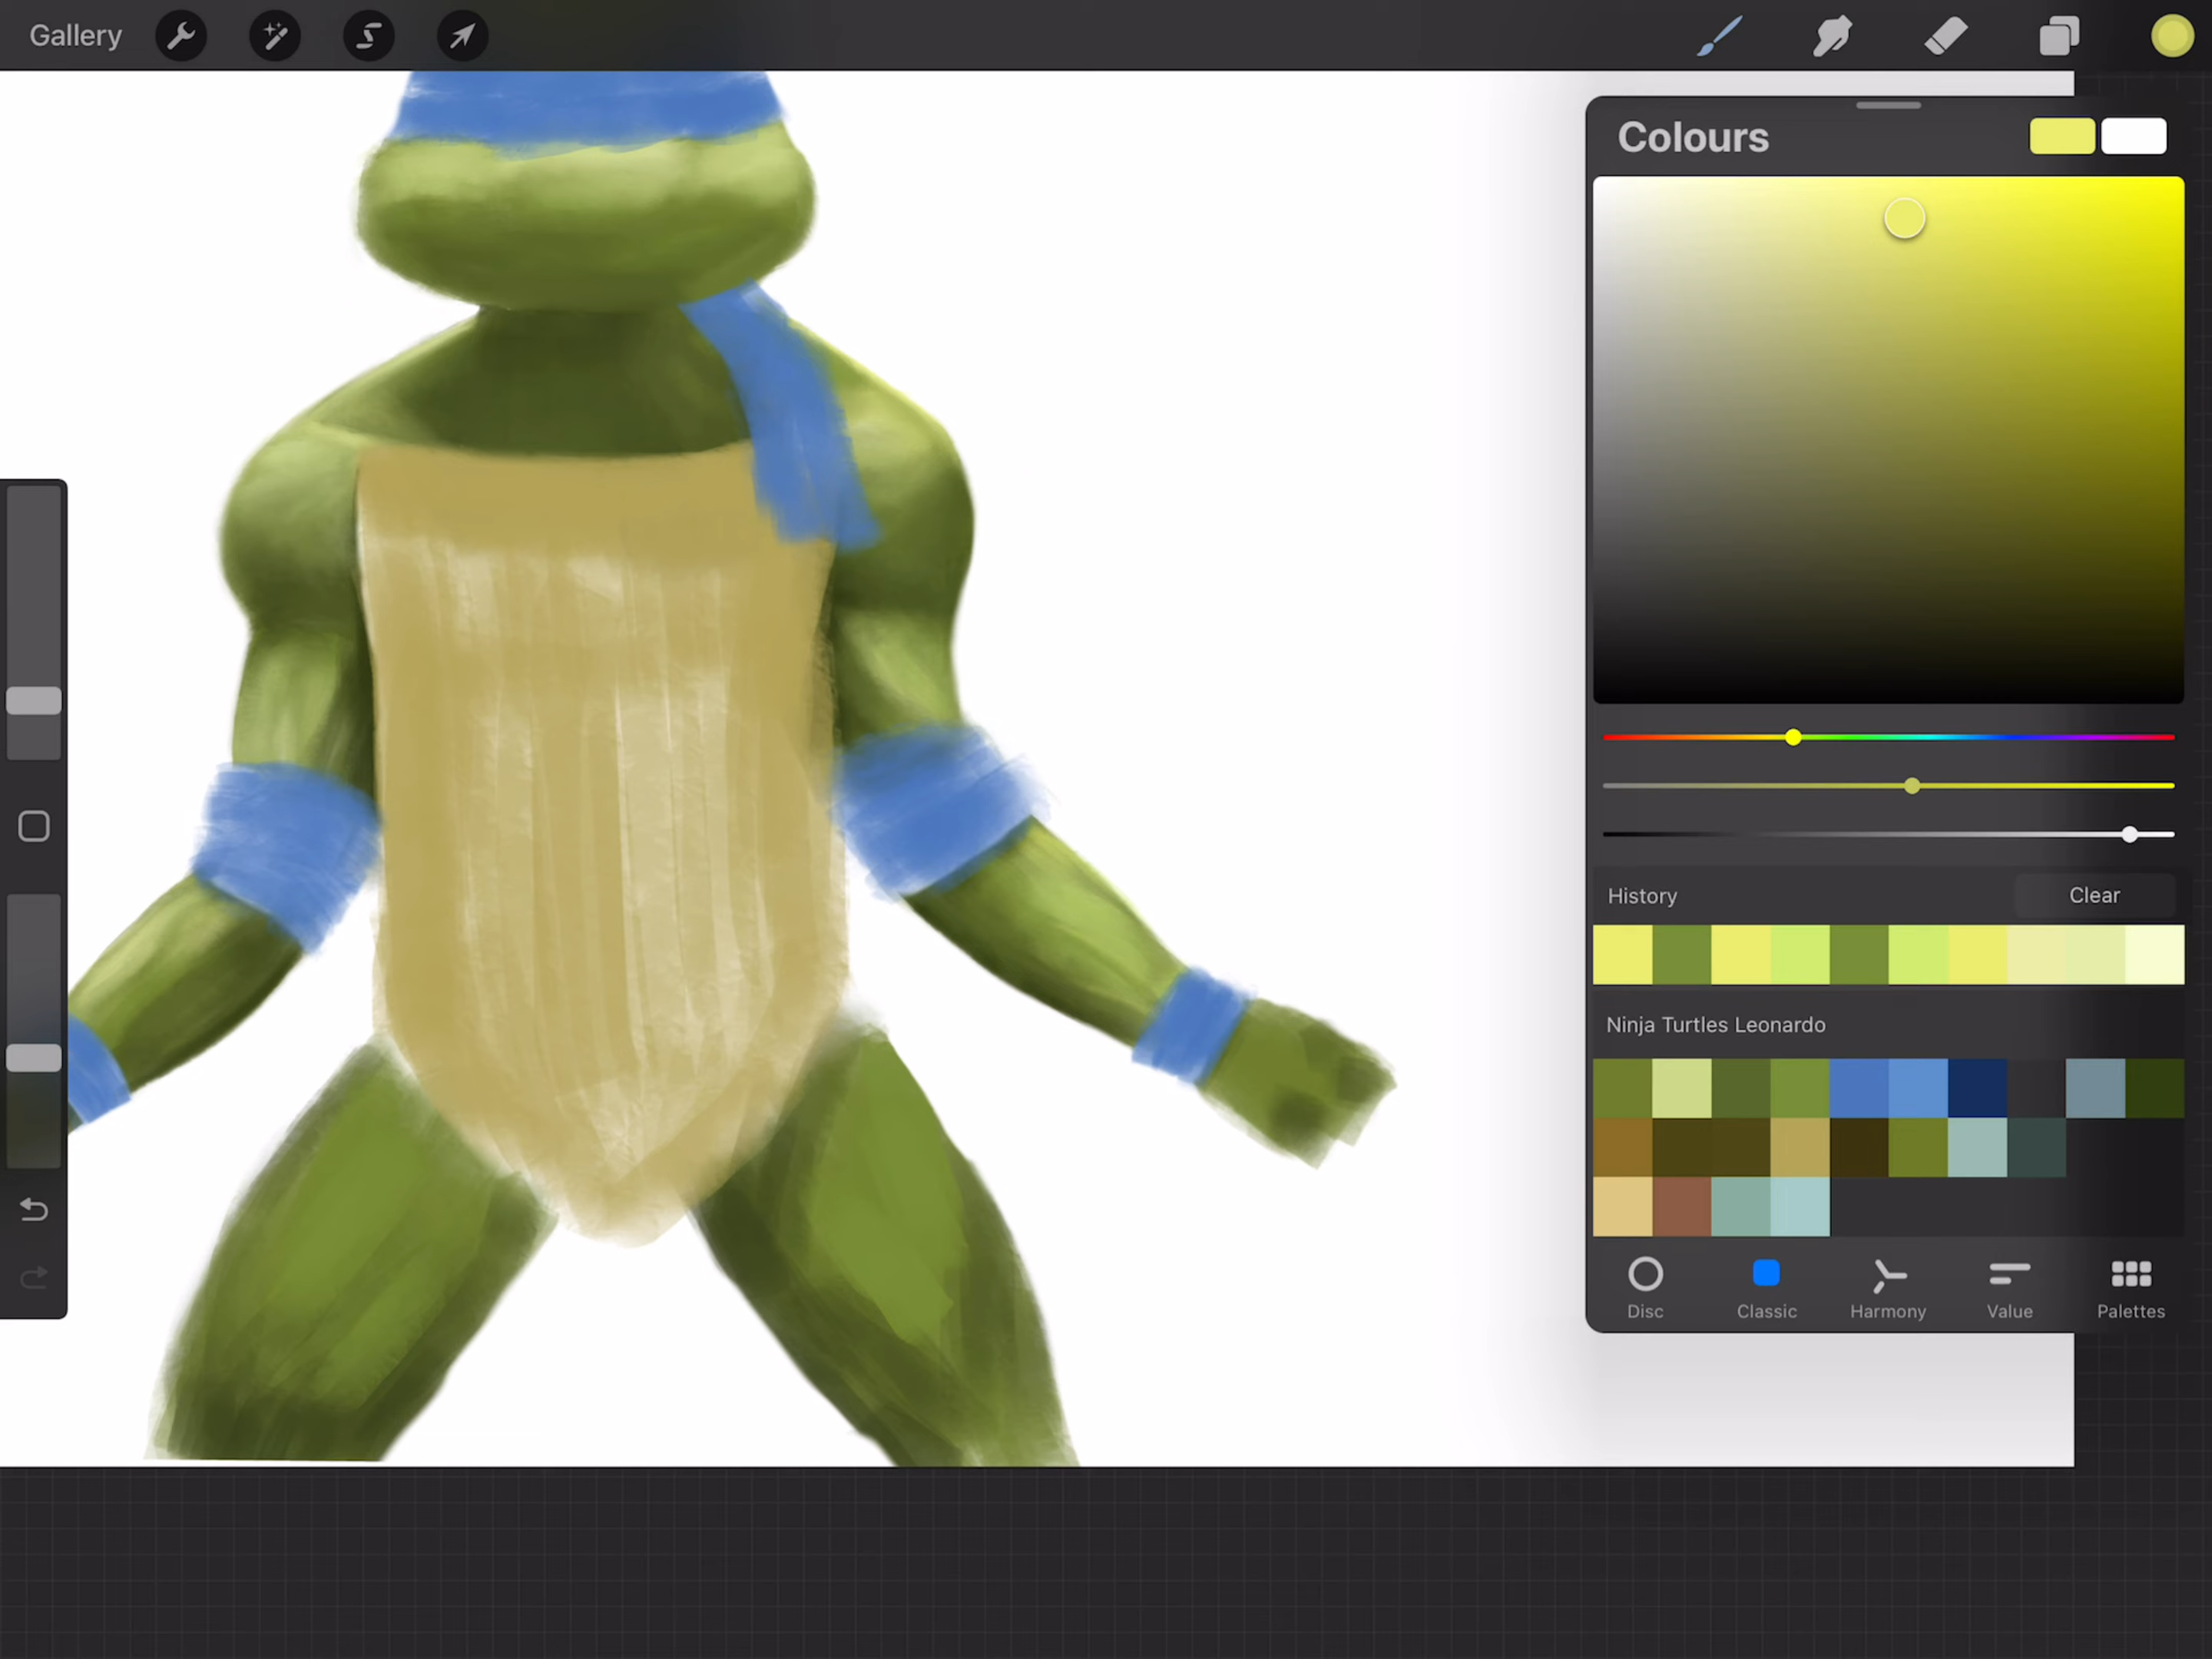 Gallery
Colours
History
Clear
Ninja Turtles Leonardo
Disc
Classic
Harmony
Value
Palettes